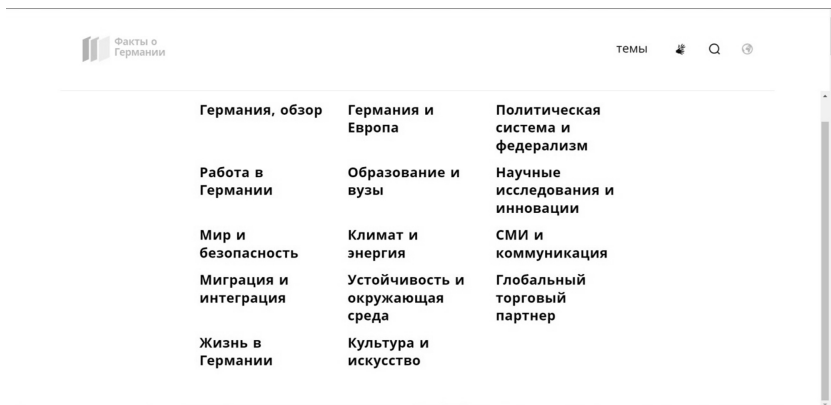 Факты о
Германии
темы
Германия, обзор
Германия и
Европа
Политическая
система и
федерализм
Работа в
Германии
Образование и
вузы
Научные
исследования и
инновации
Мир и
безопасность
Климат и
энергия
СМИ и
коммуникация
Миграция и
интеграция
Устойчивость и
окружающая
среда
Глобальный
торговый
партнер
Жизнь в
Германии
Культура и
искусство